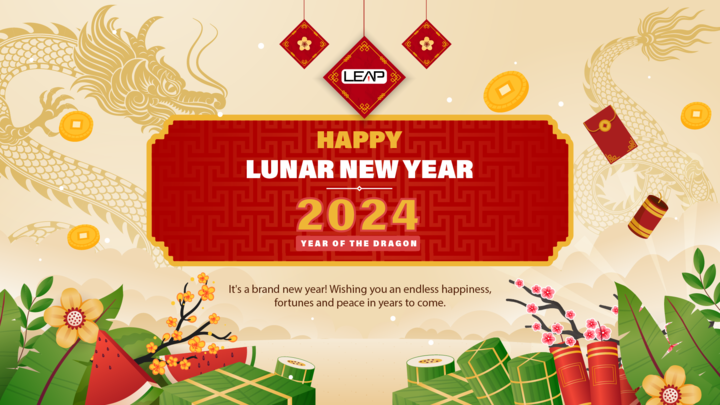 LEAP
HAPPY
LUNAR NEW YEAR
2024
YEAR OF THE DRAGON
It's a brand new year! Wishing you an endless happiness,
fortunes and peace in years to come.